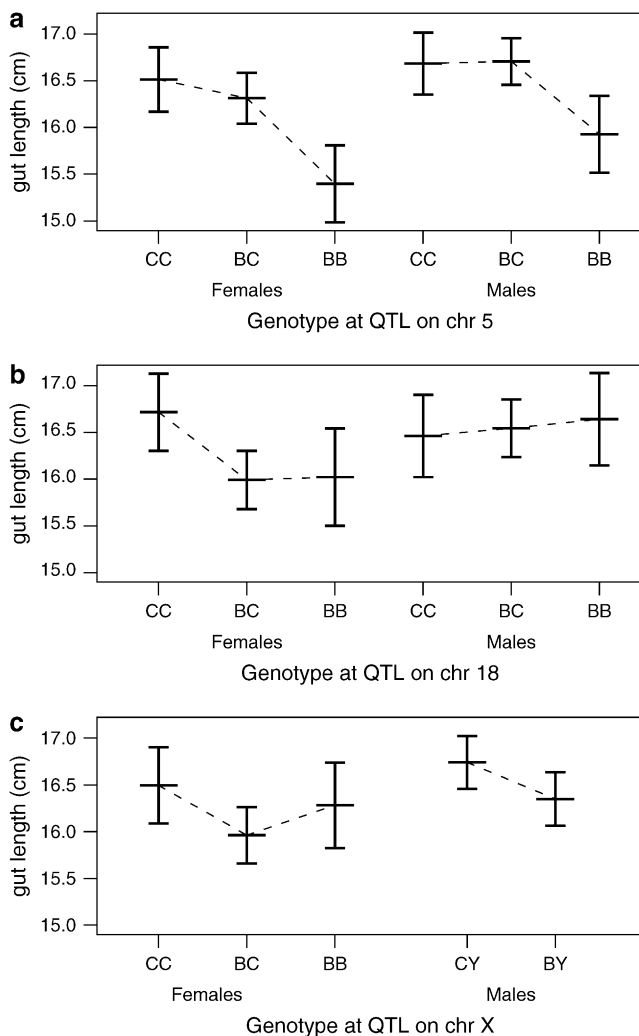 a
gut length (cm)
17.0
16.5
16.0
15.5
15.0
CC BC BB CC BC BB
Females Males
Genotype at QTL on chr 5
b
gut length (cm)
17.0
16.5
16.0
15.5
15.0
CC BC BB CC BC BB
Females Males
Genotype at QTL on chr 18
c
gut length (cm)
17.0
16.5
16.0
15.5
15.0
CC BC BB CY BY
Females Males
Genotype at QTL on chr X